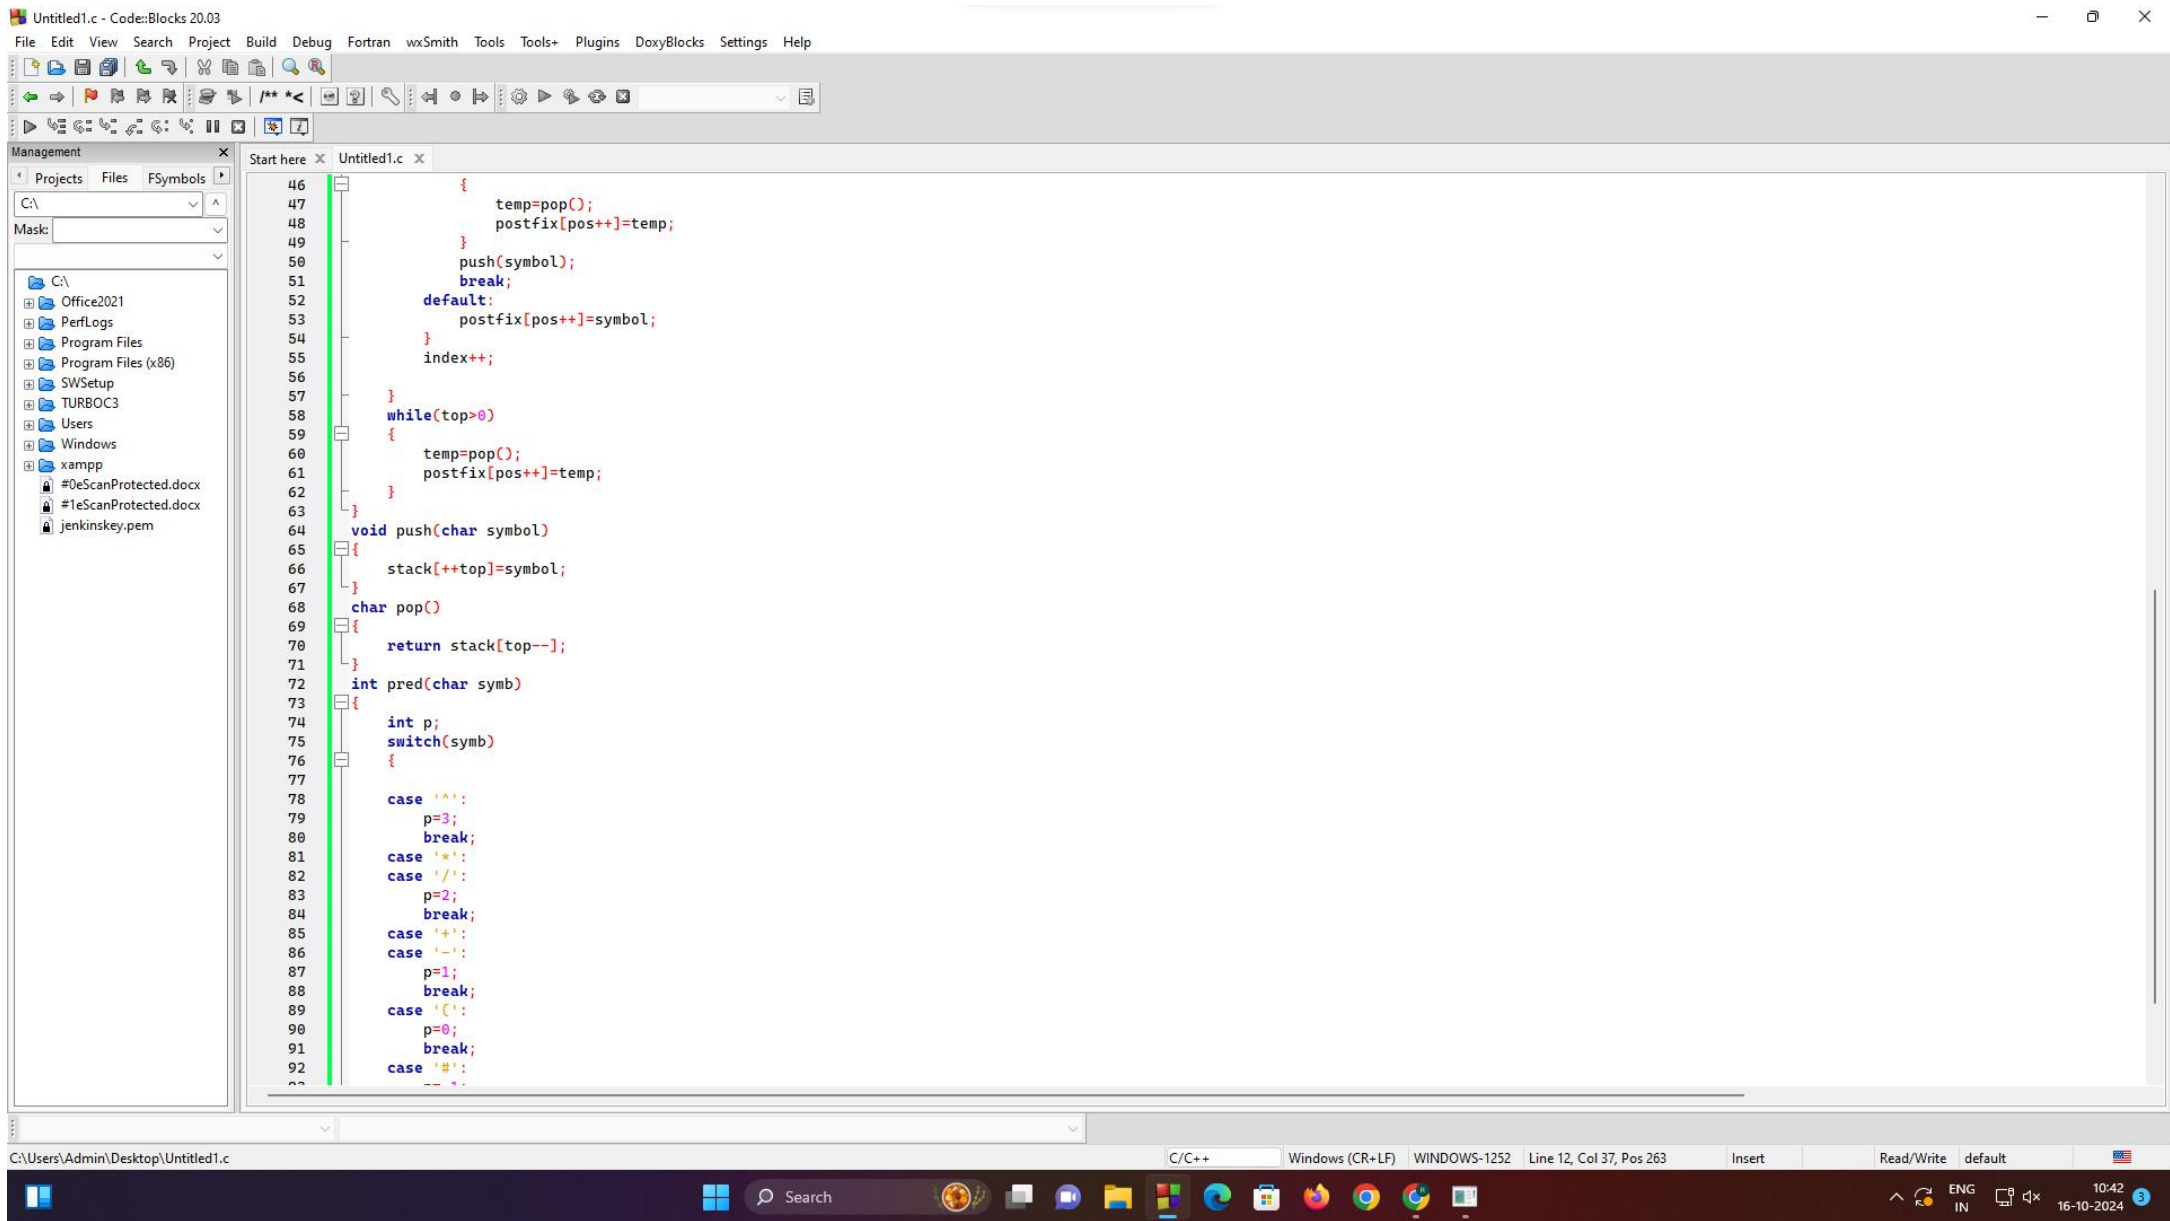 Untitled1.c - Code::Blocks 20.03
File Edit View Search Project Build Debug Fortran wxSmith Tools Tools+ Plugins DoxyBlocks Settings Help
/** *<
Management
Start here Untitled1.c
Projects Files FSymbols
C:\
Mask:
C:\
Office2021
PerfLogs
Program Files
Program Files (x86)
SWSetup
TURBOC3
Users
Windows
xampp
#0eScanProtected.docx
#1eScanProtected.docx
jenkinskey.pem
46 {
47 temp=pop();
48 postfix[pos++]=temp;
49 }
50 push(symbol);
51 break;
52 default:
53 postfix[pos++]=symbol;
54 }
55 index++;
56
57 }
58 while(top>0)
59 {
60 temp=pop();
61 postfix[pos++]=temp;
62 }
63 }
64 void push(char symbol)
65 {
66 stack[++top]=symbol;
67 }
68 char pop()
69 {
70 return stack[top--];
71 }
72 int pred(char symb)
73 {
74 int p;
75 switch(symb)
76 {
77
78 case '^':
79 p=3;
80 break;
81 case '*':
82 case '/':
83 p=2;
84 break;
85 case '+':
86 case '-':
87 p=1;
88 break;
89 case '(':
90 p=0;
91 break;
92 case '#':
C:\Users\Admin\Desktop\Untitled1.c C/C++ Windows (CR+LF) WINDOWS-1252 Line 12, Col 37, Pos 263 Insert Read/Write default
Search
ENG
IN
10:42
16-10-2024
3